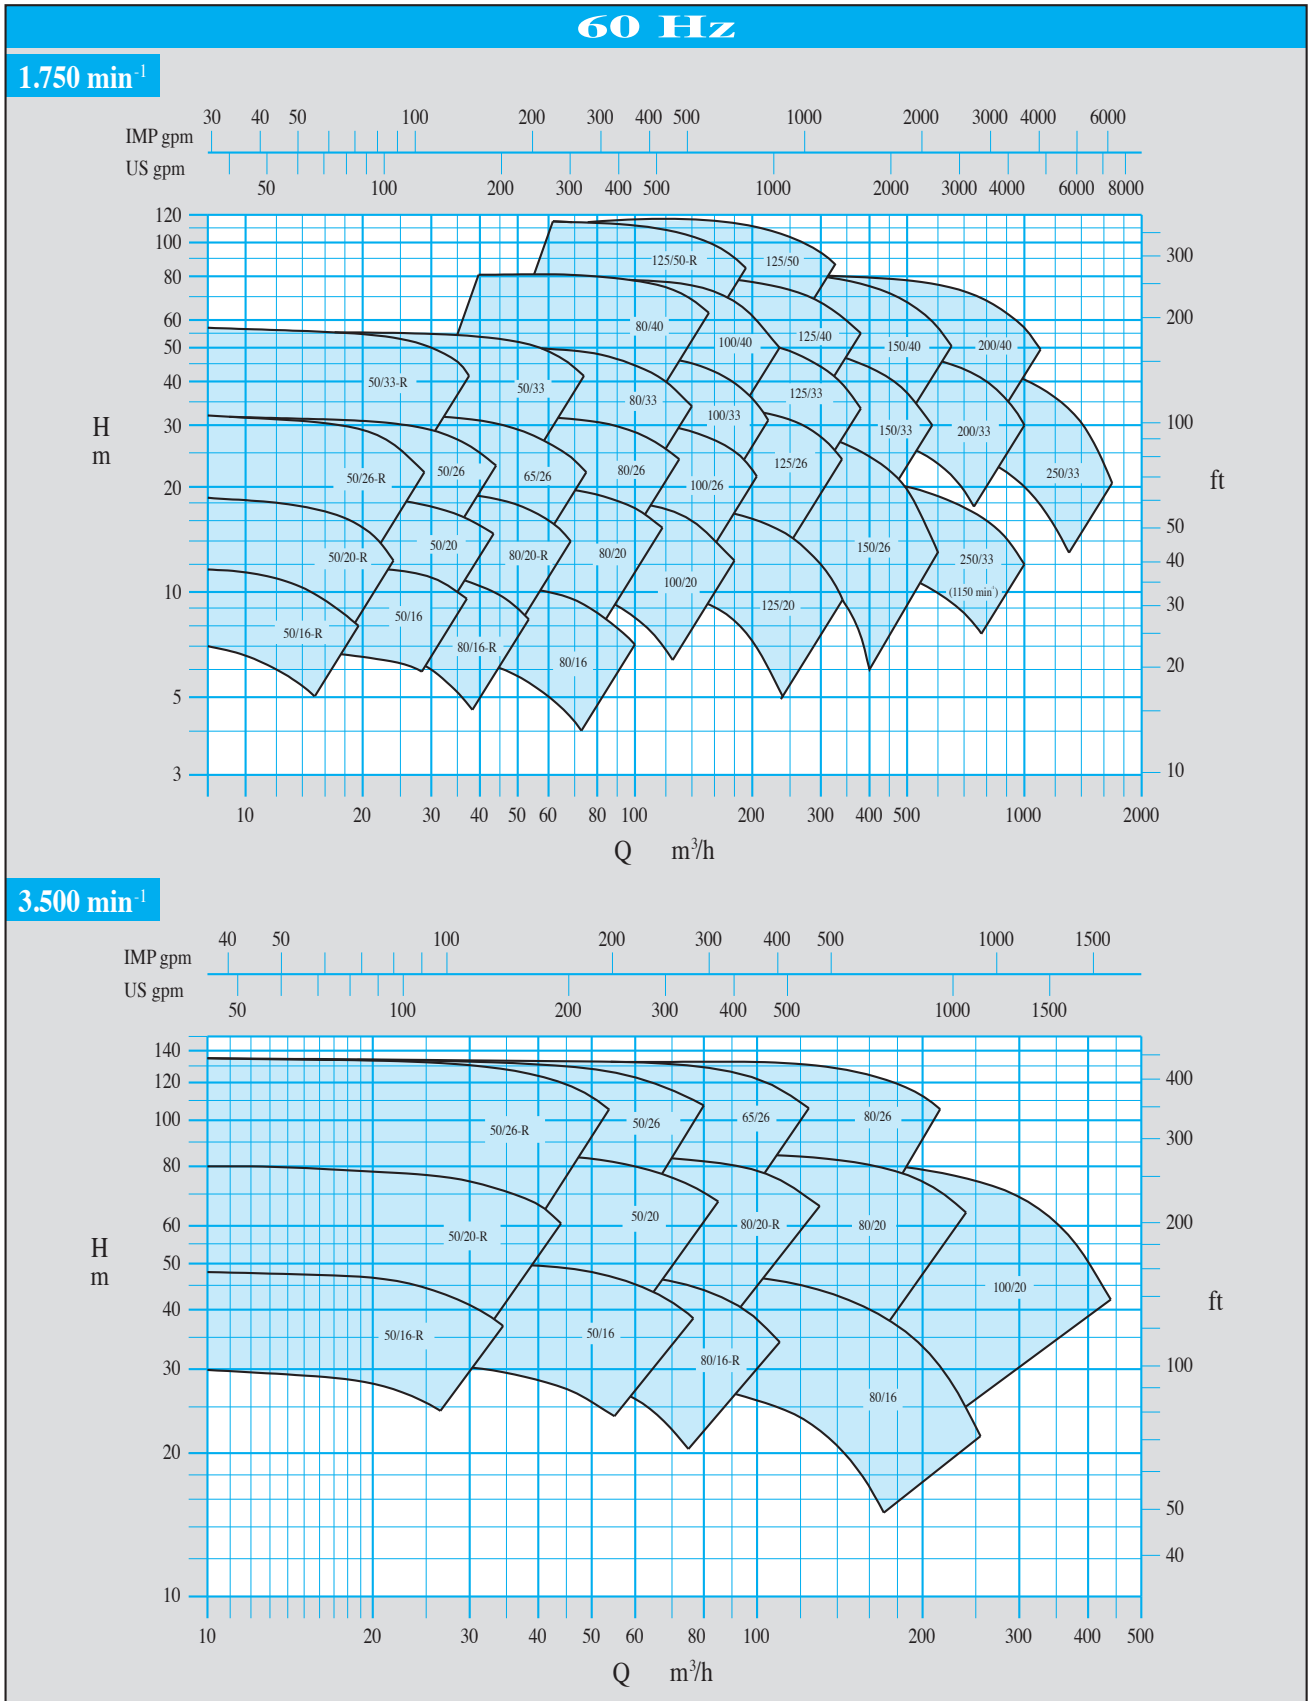 60 Hz
1.750 min-1
30 40 50 100 200 300 400 500 1000 2000 3000 4000 6000
IMP gpm
US gpm
50 100 200 300 400 500 1000 2000 3000 4000 6000 8000
120
100
80
60
50
40
30
20
10
5
3
H
m
300
200
100
50
40
30
20
10
ft
125/50-R 125/50
80/40 100/40 125/40 150/40 200/40
50/33-R 50/33 80/33 100/33 125/33 150/33 200/33 250/33
50/26-R 50/26 65/26 80/26 100/26 125/26 150/26 250/33
(1150 min¹)
50/20-R 50/20 80/20-R 80/20 100/20 125/20
50/16-R 50/16 80/16-R 80/16
10 20 30 40 50 60 80 100 200 300 400 500 1000 2000
Q m³/h
3.500 min-1
40 50 100 200 300 400 500 1000 1500
IMP gpm
US gpm
50 100 200 300 400 500 1000 1500
140
120
100
80
60
50
40
30
20
10
H
m
400
300
200
100
50
40
ft
50/26-R 50/26 65/26 80/26
50/20-R 50/20 80/20-R 80/20 100/20
50/16-R 50/16 80/16-R 80/16
10 20 30 40 50 60 80 100 200 300 400 500
Q m³/h